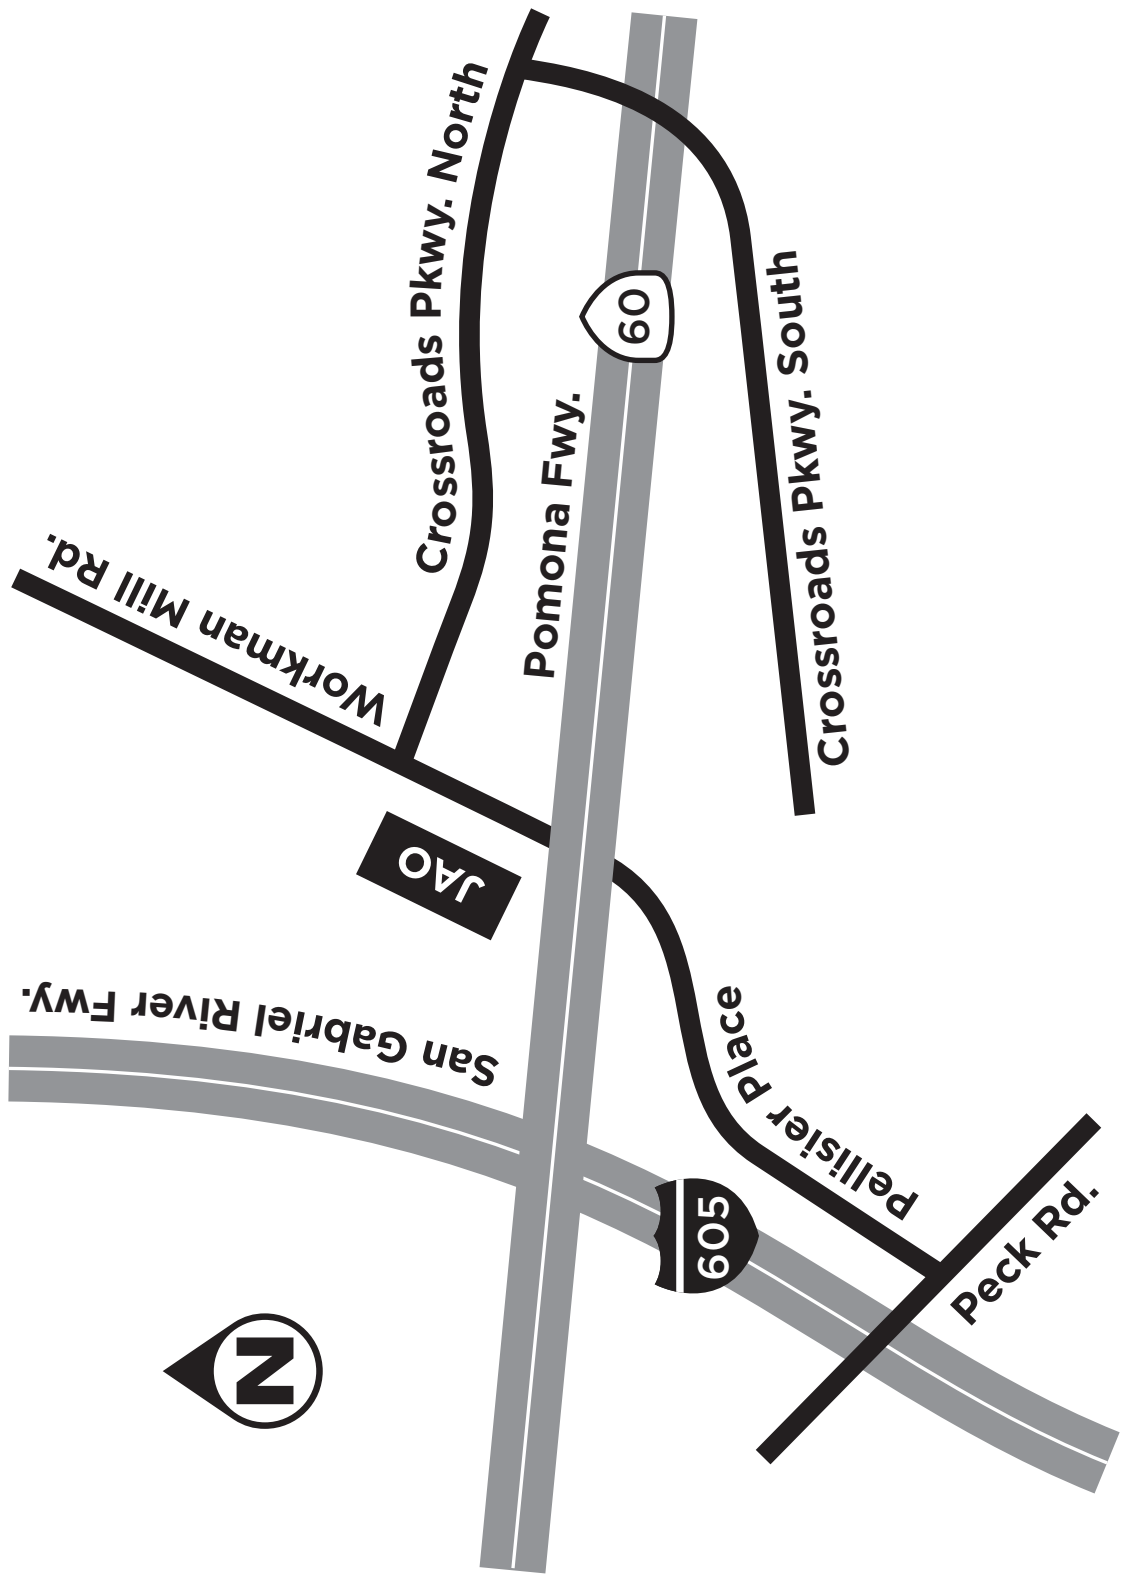 Crossroads Pkwy. North
Pomona Fwy.
60
Crossroads Pkwy. South
Workman Mill Rd.
JAO
San Gabriel River Fwy.
Pellisier Place
605
Peck Rd.
N